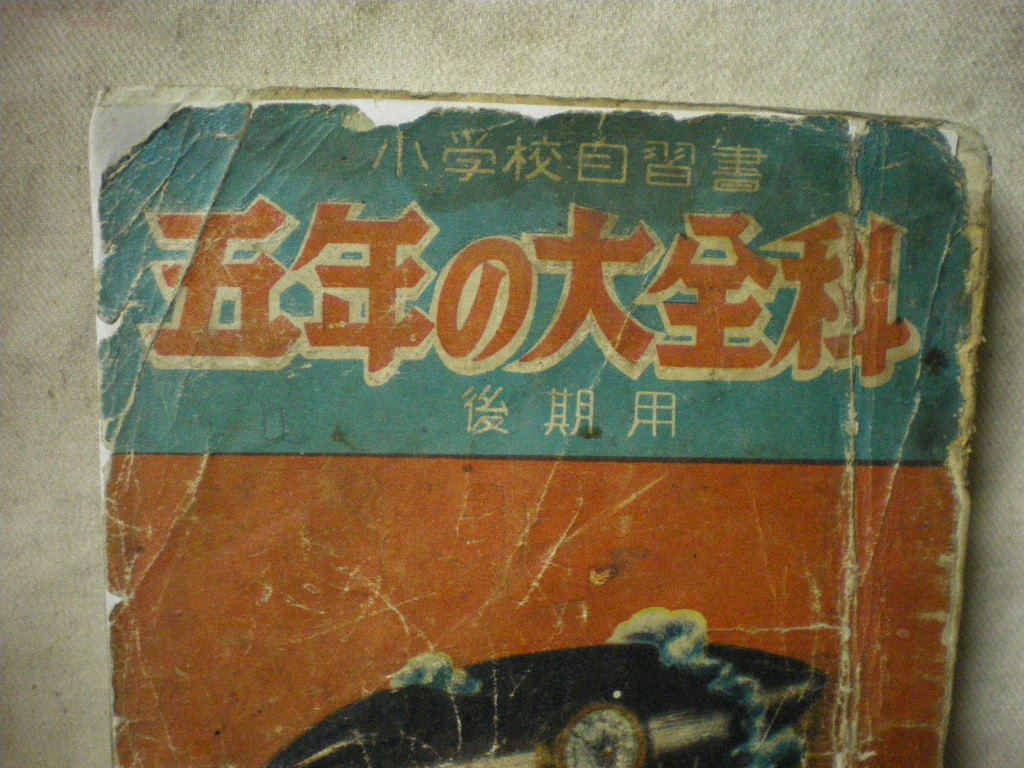 小学校自習書
五年の大全科
後期用